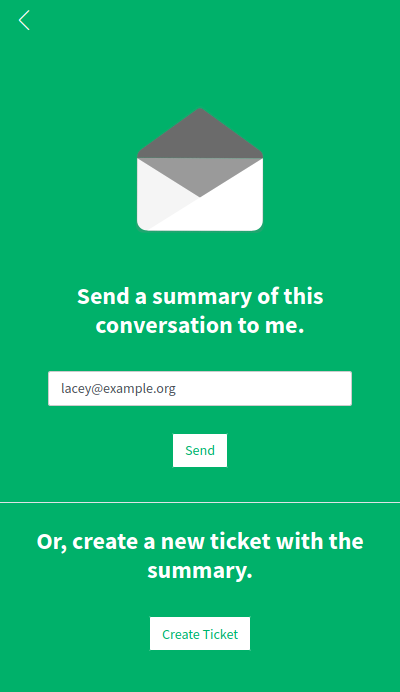 Send a summary of this
conversation to me.
lacey@example.org
Send
Or, create a new ticket with the
summary.
Create Ticket